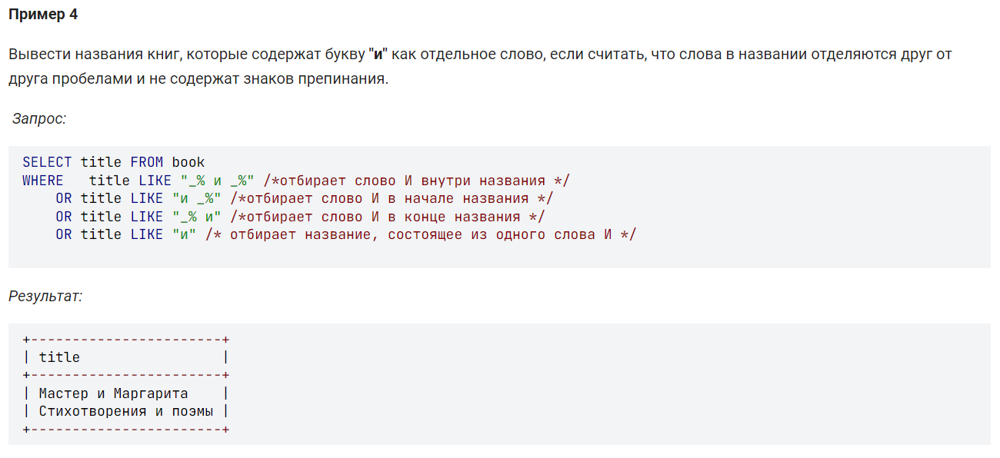 Пример 4
Вывести названия книг, которые содержат букву "и" как отдельное слово, если считать, что слова в названии отделяются друг от
друга пробелами и не содержат знаков препинания.
Запрос:
SELECT title FROM book
WHERE   title LIKE "_% и _%" /*отбирает слово И внутри названия */
    OR title LIKE "и _%" /*отбирает слово И в начале названия */
    OR title LIKE "_% и" /*отбирает слово И в конце названия */
    OR title LIKE "и" /* отбирает название, состоящее из одного слова И */
Результат:
+-----------------------+
| title                 |
+-----------------------+
| Мастер и Маргарита    |
| Стихотворения и поэмы |
+-----------------------+